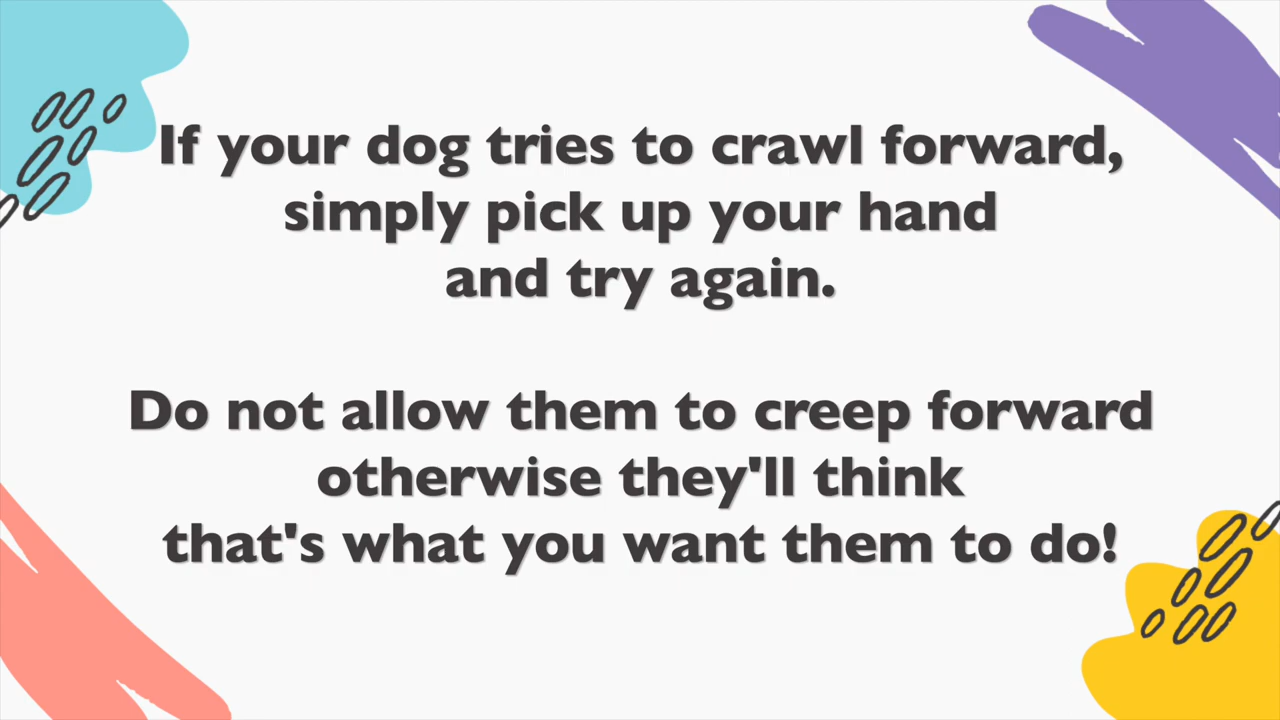 If your dog tries to crawl forward,
simply pick up your hand
and try again.
Do not allow them to creep forward
otherwise they'll think
that's what you want them to do!